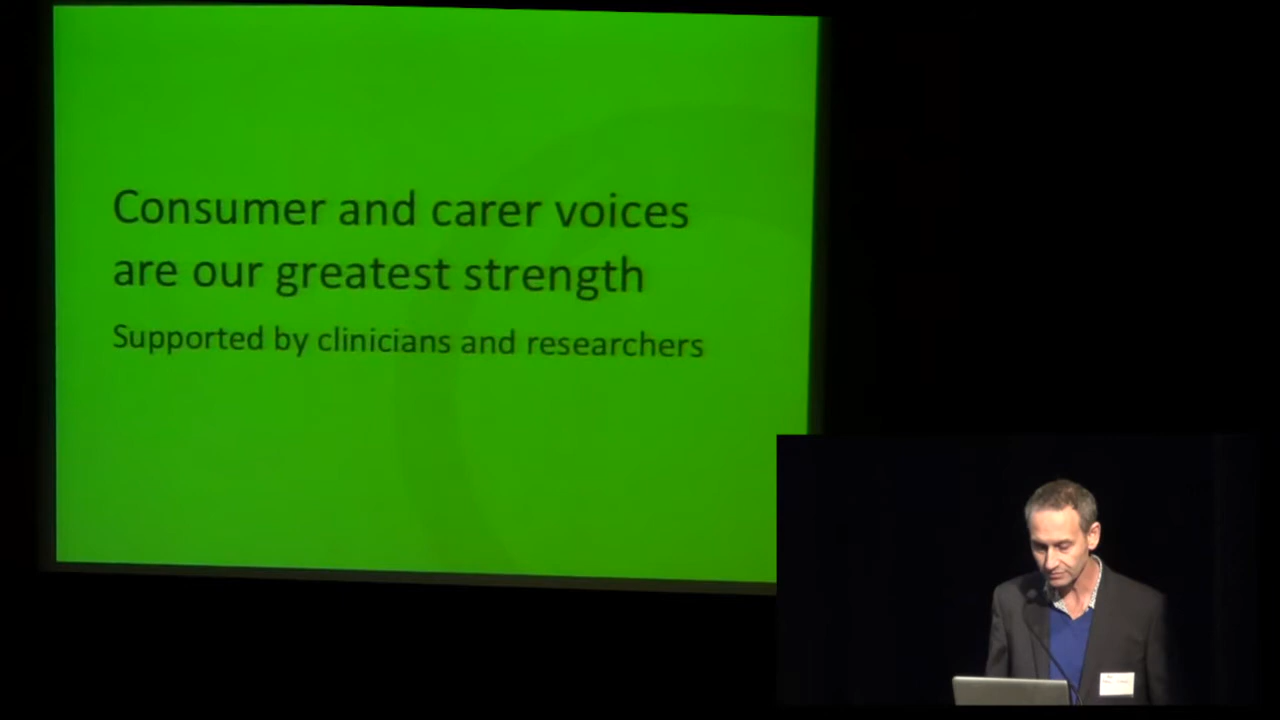 Consumer and carer voices
are our greatest strength
Supported by clinicians and researchers